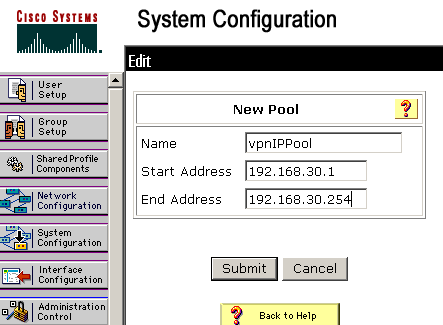 CISCO SYSTEMS
System Configuration
Edit
User
Setup
Group
Setup
Shared Profile
Components
Network
Configuration
System
Configuration
Interface
Configuration
Administration
Control
New Pool
?
Name vpnIPPool
Start Address 192.168.30.1
End Address 192.168.30.254
Submit Cancel
? Back to Help